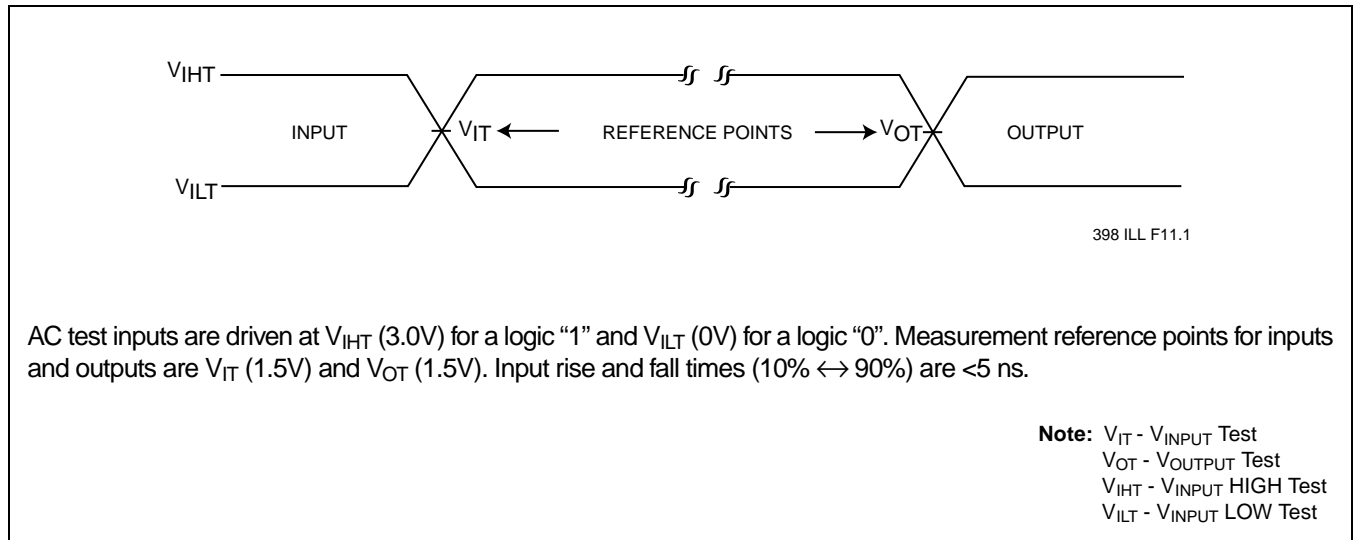 VIHT
INPUT VIT REFERENCE POINTS VOT OUTPUT
VILT
398 ILL F11.1
AC test inputs are driven at VIHT (3.0V) for a logic “1” and VILT (0V) for a logic “0”. Measurement reference points for inputs
and outputs are VIT (1.5V) and VOT (1.5V). Input rise and fall times (10% ↔ 90%) are <5 ns.
Note: VIT - VINPUT Test
VOT - VOUTPUT Test
VIHT - VINPUT HIGH Test
VILT - VINPUT LOW Test